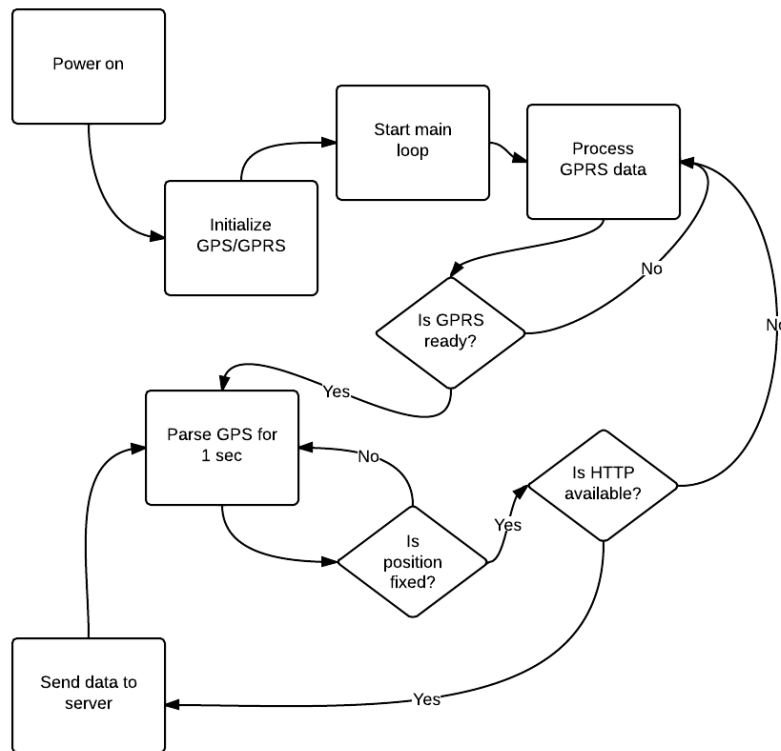 Power on
Start main
loop
Process
GPRS data
Initialize
GPS/GPRS
No
Is GPRS
ready?
No
Yes
Parse GPS for
1 sec
No
Is HTTP
available?
Yes
Is
position
fixed?
Send data to
server
Yes